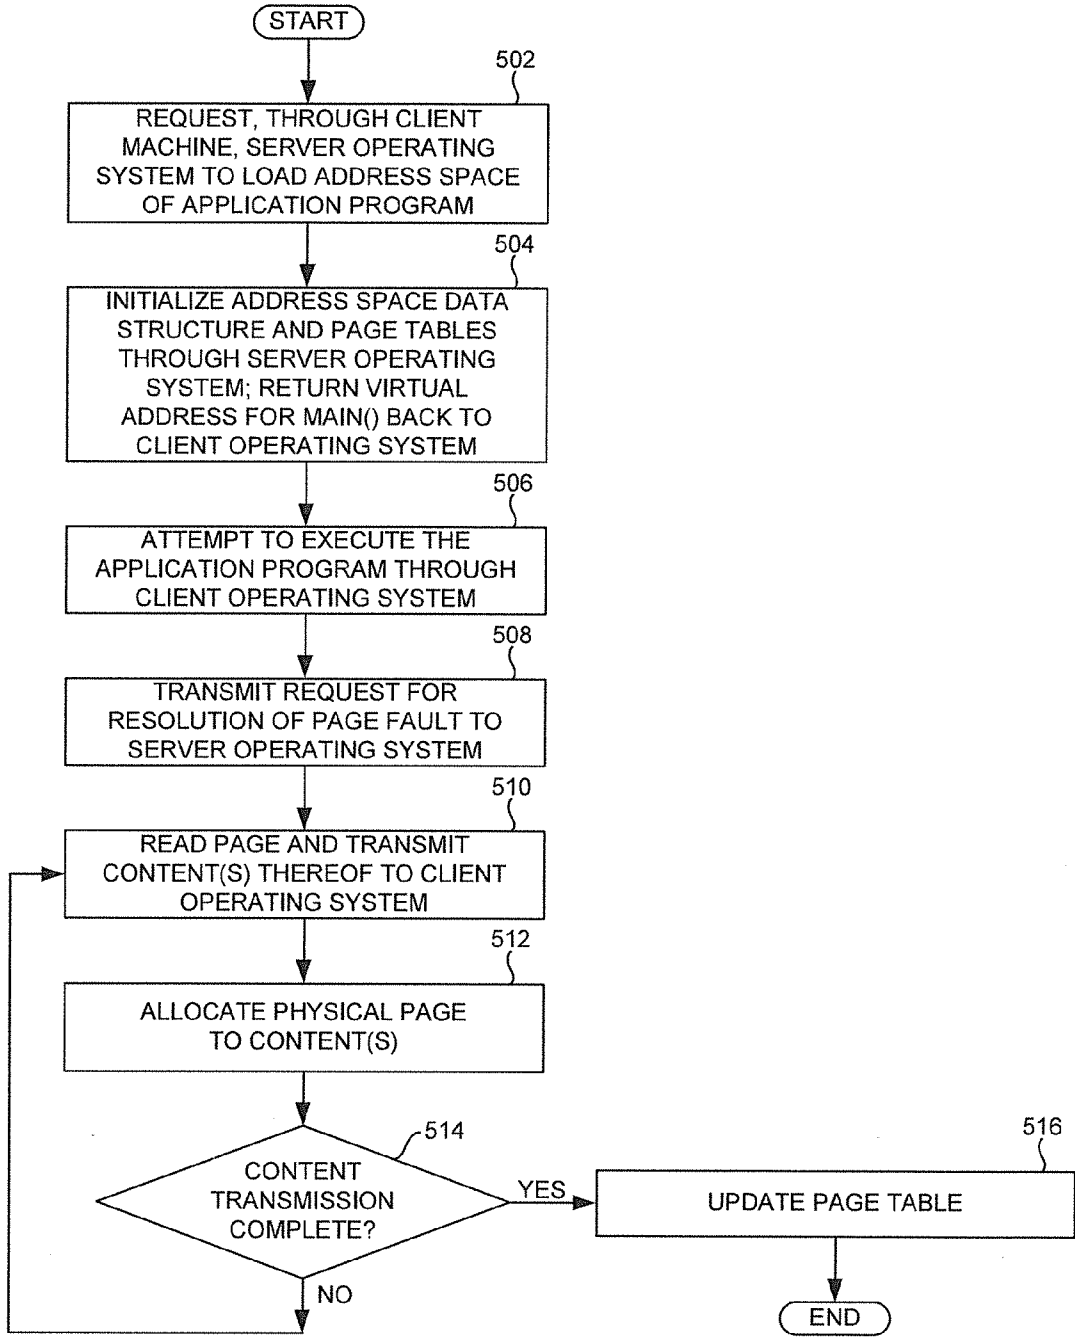 START
502
REQUEST, THROUGH CLIENT
MACHINE, SERVER OPERATING
SYSTEM TO LOAD ADDRESS SPACE
OF APPLICATION PROGRAM
504
INITIALIZE ADDRESS SPACE DATA
STRUCTURE AND PAGE TABLES
THROUGH SERVER OPERATING
SYSTEM; RETURN VIRTUAL
ADDRESS FOR MAIN() BACK TO
CLIENT OPERATING SYSTEM
506
ATTEMPT TO EXECUTE THE
APPLICATION PROGRAM THROUGH
CLIENT OPERATING SYSTEM
508
TRANSMIT REQUEST FOR
RESOLUTION OF PAGE FAULT TO
SERVER OPERATING SYSTEM
510
READ PAGE AND TRANSMIT
CONTENT(S) THEREOF TO CLIENT
OPERATING SYSTEM
512
ALLOCATE PHYSICAL PAGE
TO CONTENT(S)
514
CONTENT
TRANSMISSION
COMPLETE?
YES
NO
516
UPDATE PAGE TABLE
END